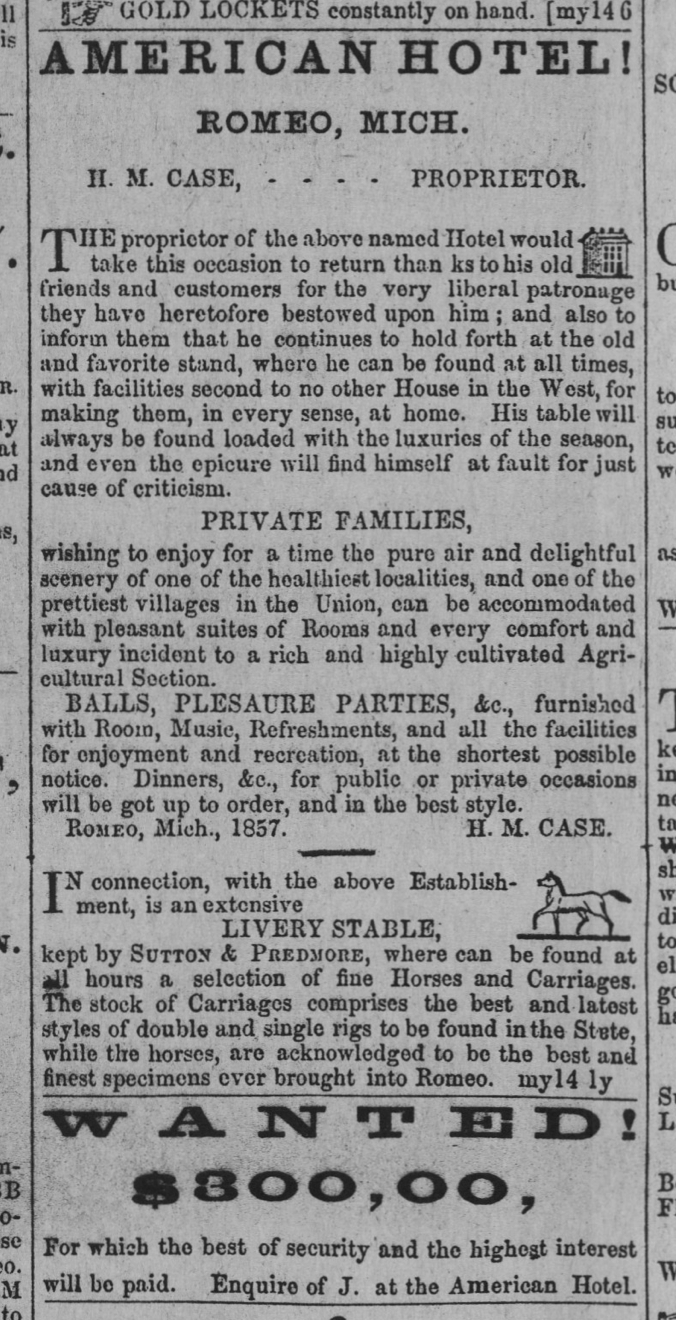 GOLD LOCKETS constantly on hand. [my14 6
AMERICAN HOTEL!
ROMEO, MICH.
H. M. CASE, - - - - PROPRIETOR.
THE proprietor of the above named Hotel would
take this occasion to return than ks to his old
friends and customers for the very liberal patronage
they have heretofore bestowed upon him ; and also to
inform them that he continues to hold forth at the old
and favorite stand, where he can be found at all times,
with facilities second to no other House in the West, for
making them, in every sense, at home. His table will
always be found loaded with the luxuries of the season,
and even the epicure will find himself at fault for just
cause of criticism.
PRIVATE FAMILIES,
wishing to enjoy for a time the pure air and delightful
scenery of one of the healthiest localities, and one of the
prettiest villages in the Union, can be accommodated
with pleasant suites of Rooms and every comfort and
luxury incident to a rich and highly cultivated Agri-
cultural Section.
BALLS, PLESAURE PARTIES, &c., furnished
with Room, Music, Refreshments, and all the facilities
for enjoyment and recreation, at the shortest possible
notice. Dinners, &c., for public or private occasions
will be got up to order, and in the best style.
ROMEO, Mich., 1857. H. M. CASE.
IN connection, with the above Establish-
ment, is an extensive
LIVERY STABLE,
kept by SUTTON & PREDMORE, where can be found at
all hours a selection of fine Horses and Carriages.
The stock of Carriages comprises the best and latest
styles of double and single rigs to be found in the State,
while the horses, are acknowledged to be the best and
finest specimens ever brought into Romeo. my14 1y
WANTED!
$300,00,
For which the best of security and the highest interest
will be paid. Enquire of J. at the American Hotel.